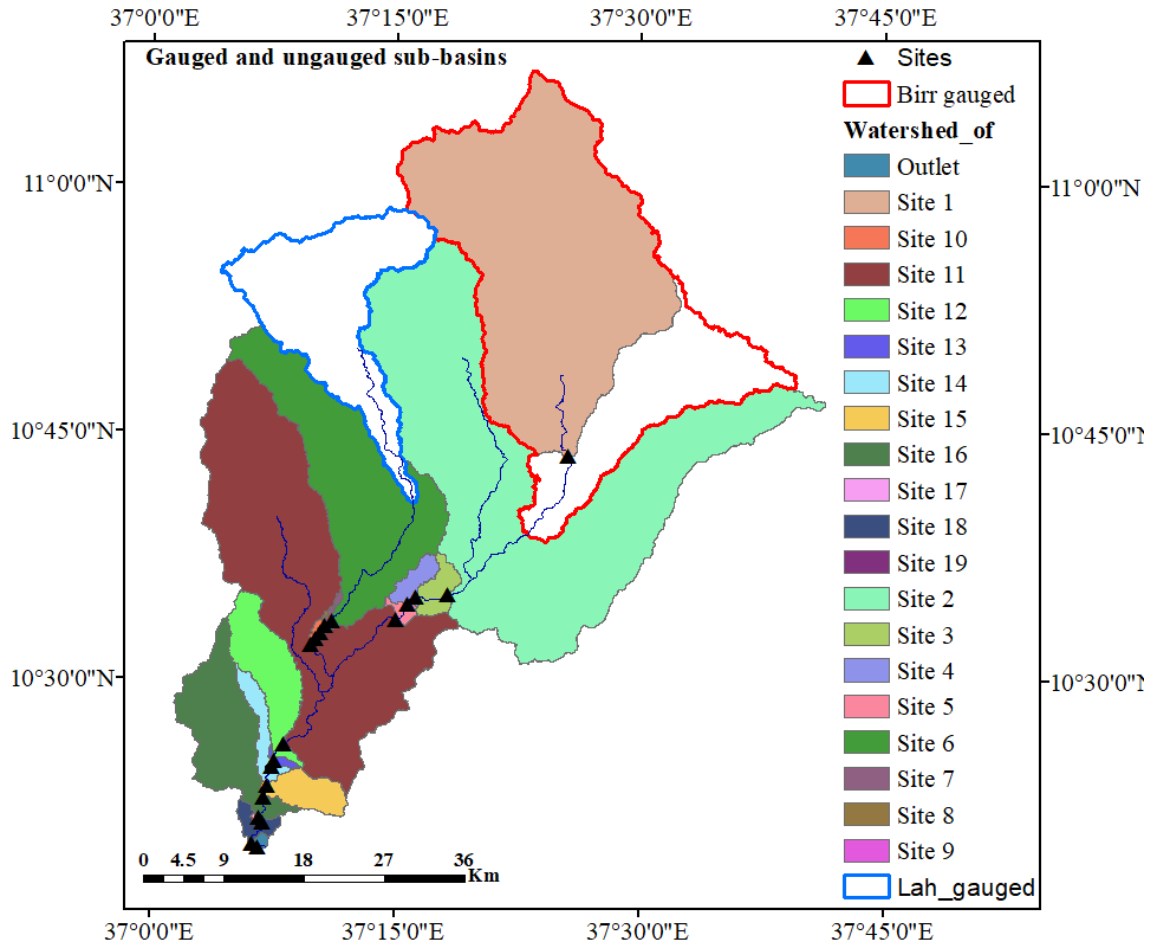 37°0'0"E 37°15'0"E 37°30'0"E 37°45'0"E
Gauged and ungauged sub-basins
11°0'0"N
10°45'0"N
10°30'0"N
Sites
Birr gauged
Watershed_of
Outlet
Site 1
Site 10
Site 11
Site 12
Site 13
Site 14
Site 15
Site 16
Site 17
Site 18
Site 19
Site 2
Site 3
Site 4
Site 5
Site 6
Site 7
Site 8
Site 9
Lah_gauged
11°0'0"N
10°45'0"N
10°30'0"N
0 4.5 9 18 27 36
Km
37°0'0"E 37°15'0"E 37°30'0"E 37°45'0"E